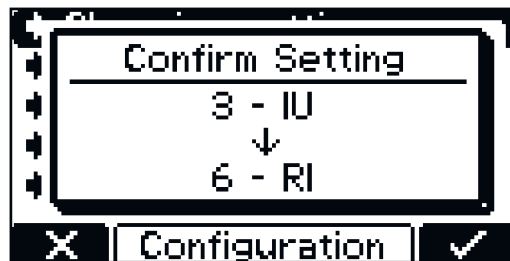 Confirm Setting
3 - IU
↓
6 - RI
X Configuration ✓